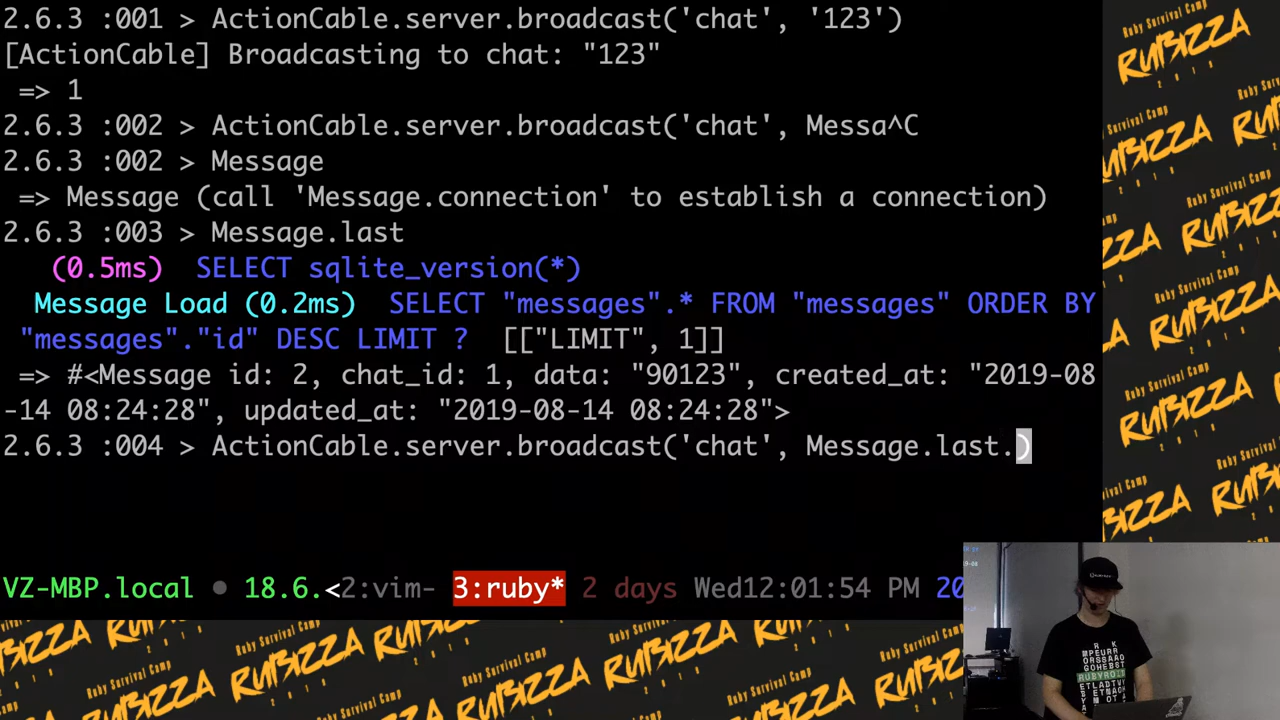 2.6.3 :001 > ActionCable.server.broadcast('chat', '123')
[ActionCable] Broadcasting to chat: "123"
=> 1
2.6.3 :002 > ActionCable.server.broadcast('chat', Messa^C
2.6.3 :002 > Message
=> Message (call 'Message.connection' to establish a connection)
2.6.3 :003 > Message.last
(0.5ms)  SELECT sqlite_version(*)
Message Load (0.2ms)  SELECT "messages".* FROM "messages" ORDER BY
"messages"."id" DESC LIMIT ?  [["LIMIT", 1]]
=> #<Message id: 2, chat_id: 1, data: "90123", created_at: "2019-08
-14 08:24:28", updated_at: "2019-08-14 08:24:28">
2.6.3 :004 > ActionCable.server.broadcast('chat', Message.last.)
VZ-MBP.local ● 18.6.<2:vim- 3:ruby* 2 days Wed12:01:54 PM 20
Ruby Survival Camp
RUBIZZA
2019